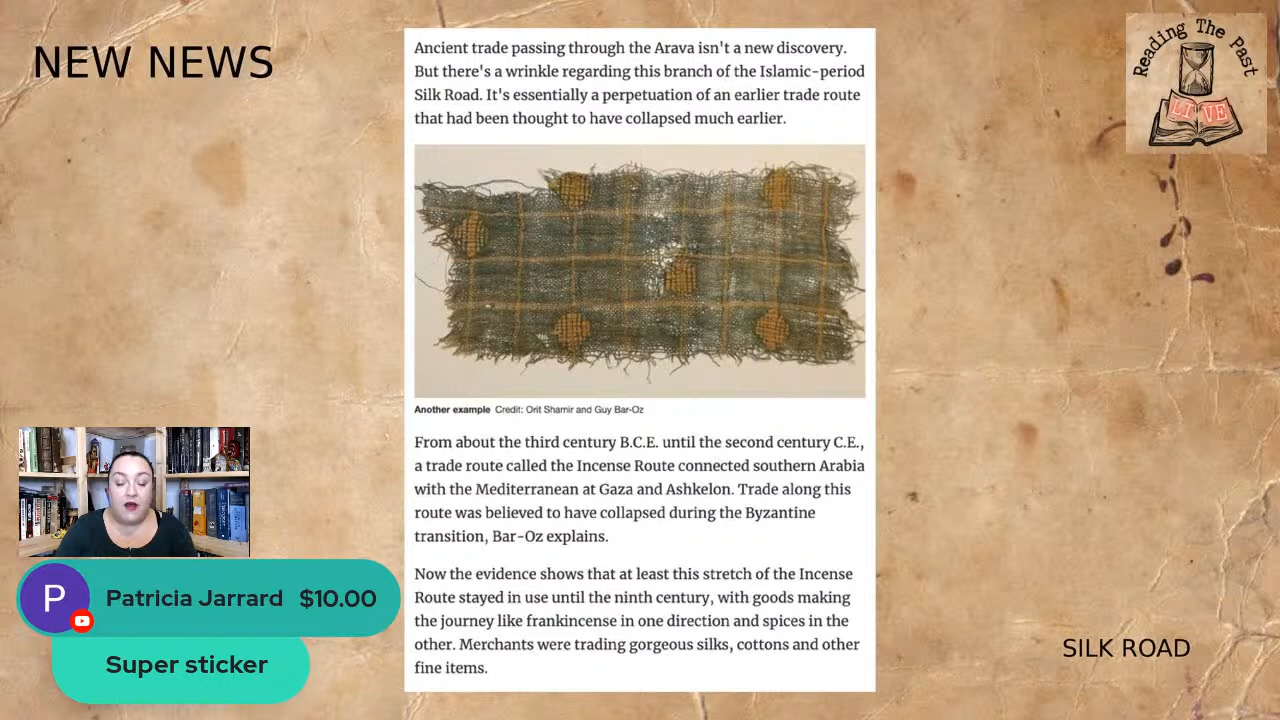 NEW NEWS
Reading The Past
LIVE
Ancient trade passing through the Arava isn't a new discovery.
But there's a wrinkle regarding this branch of the Islamic-period
Silk Road. It's essentially a perpetuation of an earlier trade route
that had been thought to have collapsed much earlier.
Another example Credit: Orit Shamir and Guy Bar-Oz
From about the third century B.C.E. until the second century C.E.,
a trade route called the Incense Route connected southern Arabia
with the Mediterranean at Gaza and Ashkelon. Trade along this
route was believed to have collapsed during the Byzantine
transition, Bar-Oz explains.
Now the evidence shows that at least this stretch of the Incense
Route stayed in use until the ninth century, with goods making
the journey like frankincense in one direction and spices in the
other. Merchants were trading gorgeous silks, cottons and other
fine items.
P
Patricia Jarrard $10.00
Super sticker
SILK ROAD